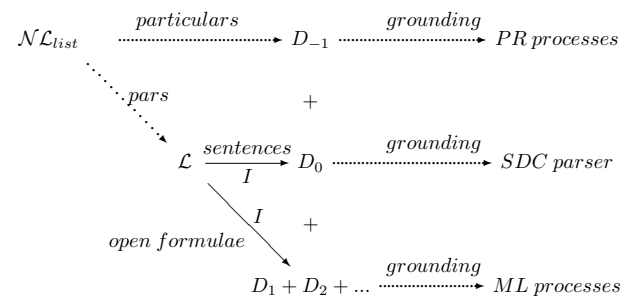 particulars grounding
𝒩ℒ_list D_{-1} PR processes
pars +
sentences grounding
ℒ D_0 SDC parser
I
I +
open formulae
grounding
D_1 + D_2 + ... ML processes